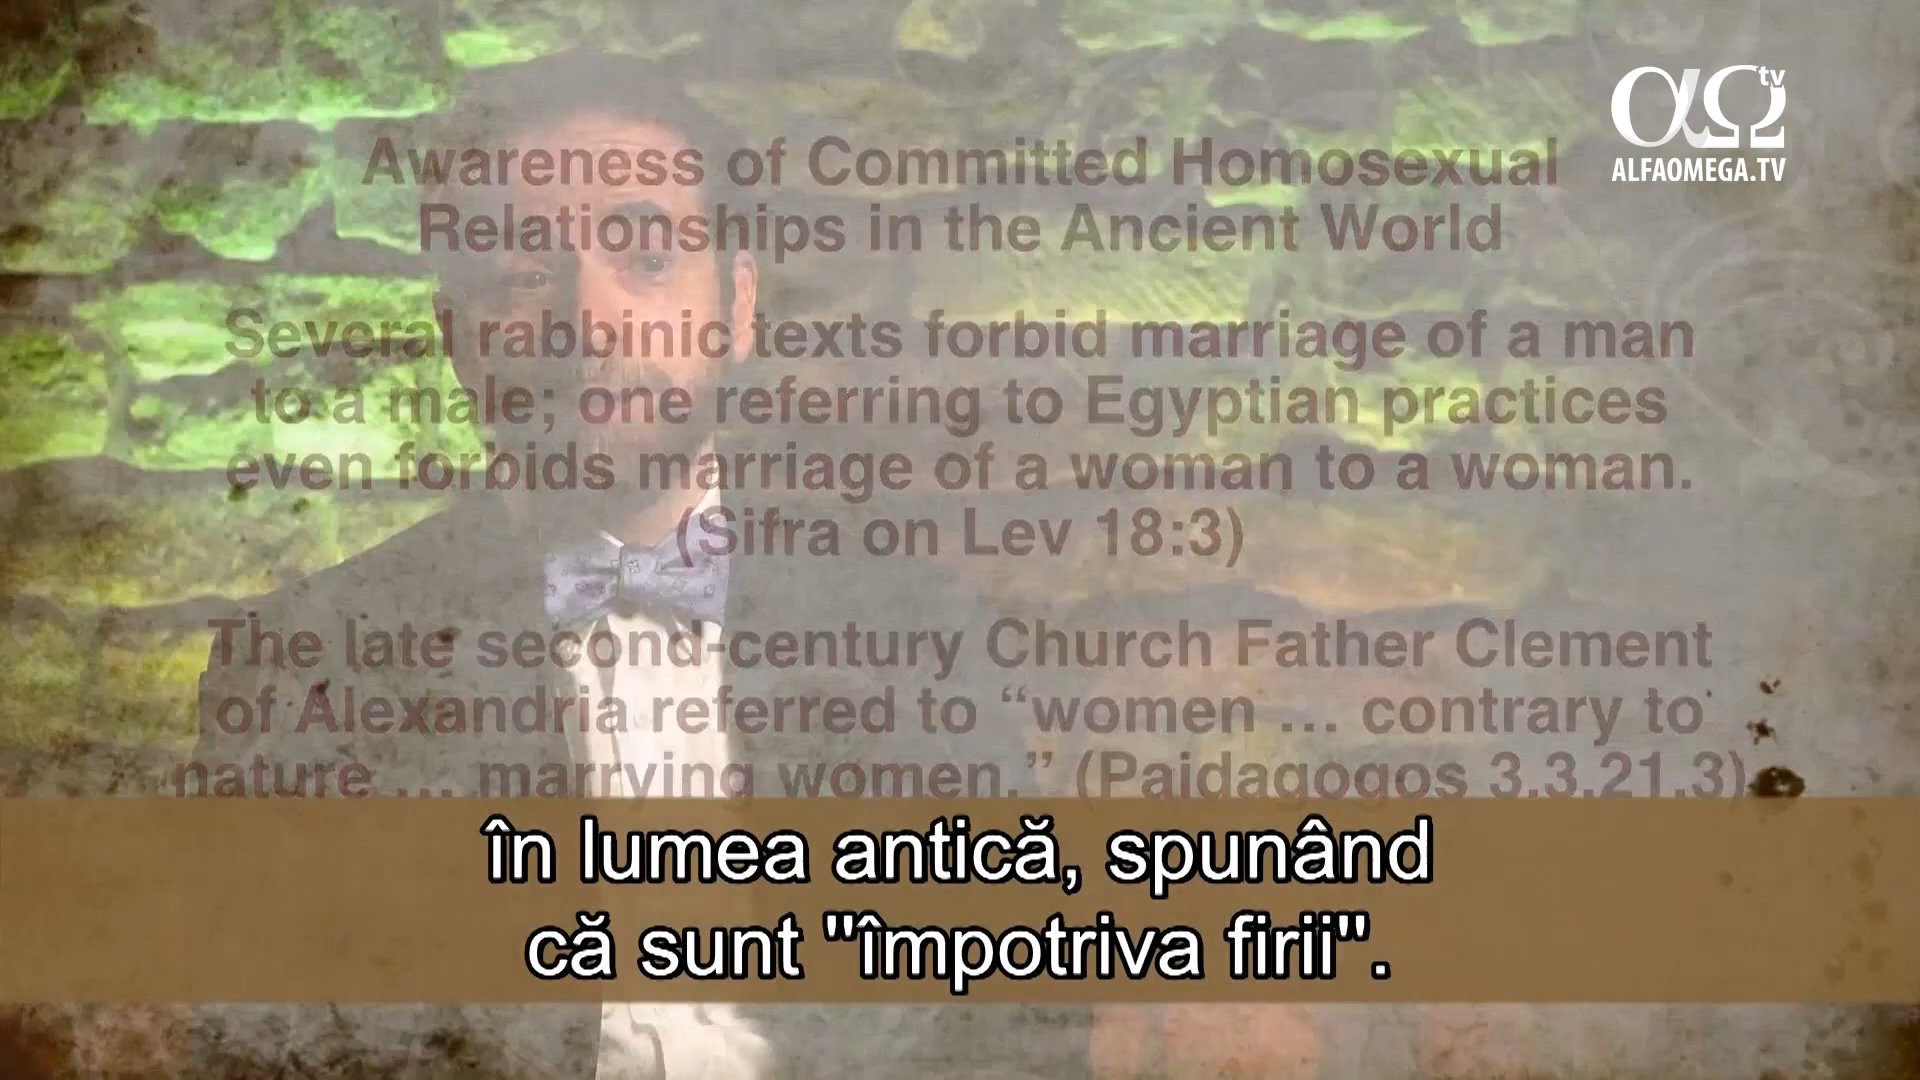 αΩ tv
ALFAOMEGA.TV
Awareness of Committed Homosexual
Relationships in the Ancient World
Several rabbinic texts forbid marriage of a man
to a male; one referring to Egyptian practices
even forbids marriage of a woman to a woman.
(Sifra on Lev 18:3)
The late second-century Church Father Clement
of Alexandria referred to “women ... contrary to
nature ... marrying women.” (Paidagogos 3.3.21.3)
în lumea antică, spunând
că sunt "împotriva firii".